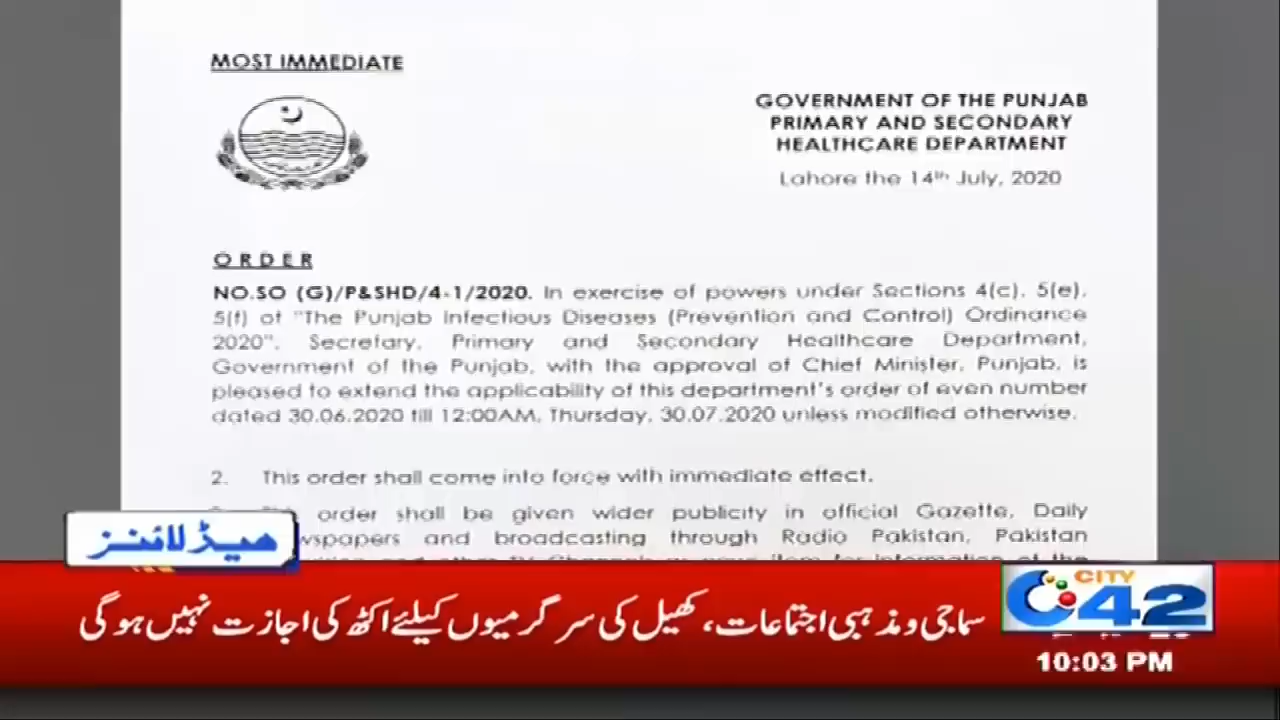 MOST IMMEDIATE
GOVERNMENT OF THE PUNJAB
PRIMARY AND SECONDARY
HEALTHCARE DEPARTMENT
Lahore the 14th July, 2020
ORDER
NO.SO (G)/P&SHD/4-1/2020. In exercise of powers under Sections 4(c), 5(e),
5(f) of "The Punjab Infectious Diseases (Prevention and Control) Ordinance
2020", Secretary, Primary and Secondary Healthcare Department,
Government of the Punjab, with the approval of Chief Minister, Punjab, is
pleased to extend the applicability of this department's order of even number
dated 30.06.2020 till 12:00AM, Thursday, 30.07.2020 unless modified otherwise.
2. This order shall come into force with immediate effect.
order shall be given wider publicity in official Gazette, Daily
wspapers and broadcasting through Radio Pakistan, Pakistan
ہیڈلائنز
سماجی و مذہبی اجتماعات، کھیل کی سرگرمیوں کیلئے اکٹھ کی اجازت نہیں ہوگی
CITY
42
10:03 PM